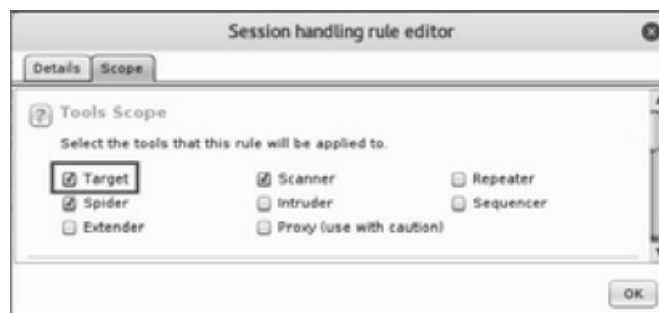 Session handling rule editor
Details Scope
? Tools Scope
Select the tools that this rule will be applied to.
Target Scanner Repeater
Spider Intruder Sequencer
Extender Proxy (use with caution)
OK